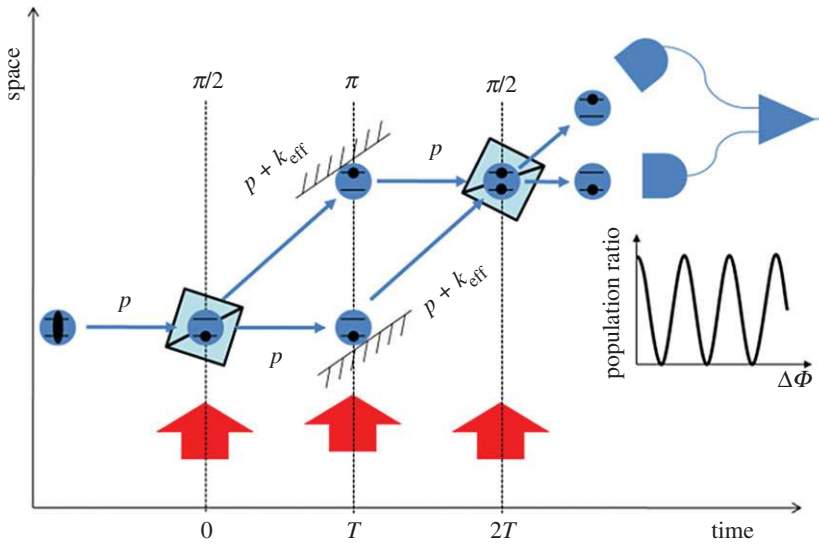 space
π/2
π
π/2
p + k_eff
p
p
p
p + k_eff
population ratio
ΔΦ
0
T
2T
time